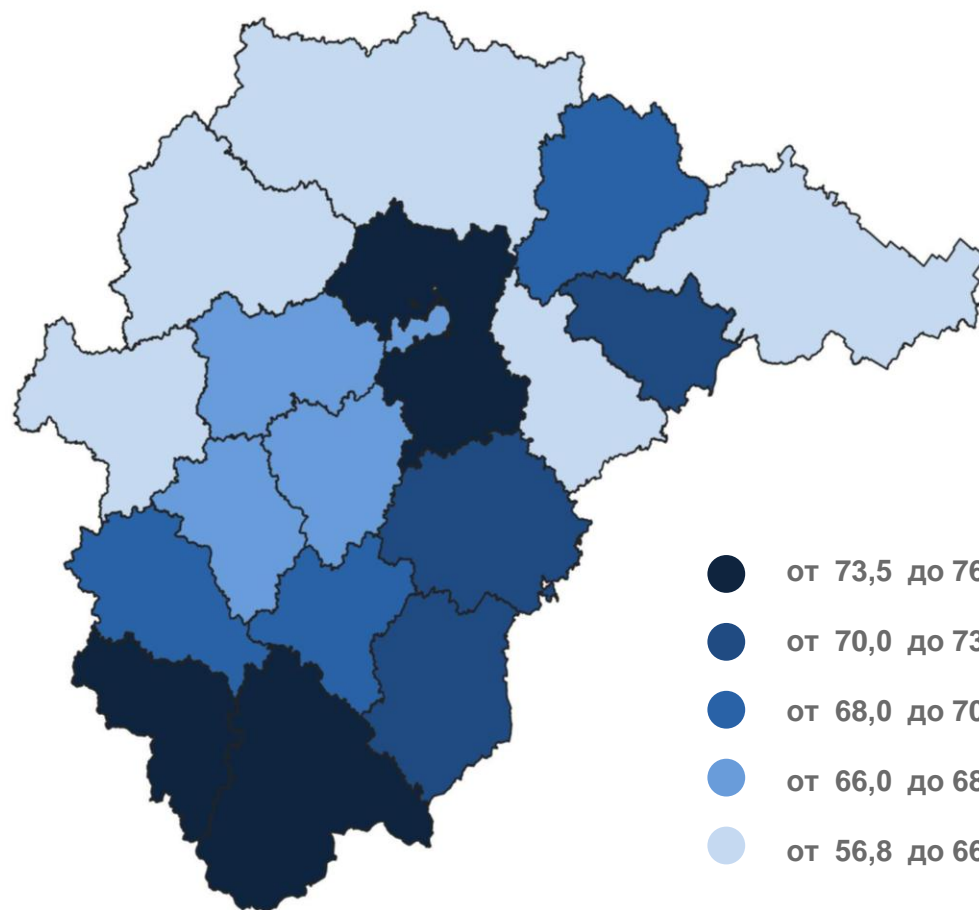 от 73,5 до 76
от 70,0 до 73
от 68,0 до 70
от 66,0 до 68
от 56,8 до 66